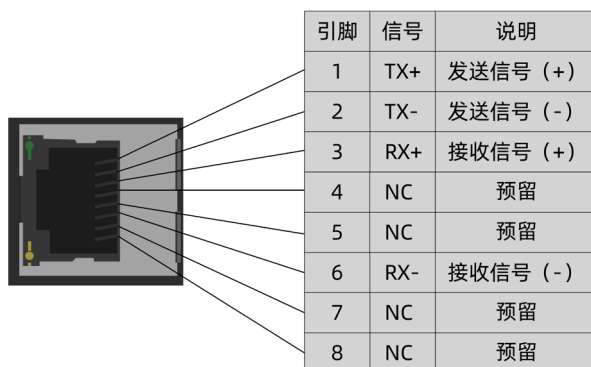 引脚 信号 说明
1 TX+ 发送信号（+）
2 TX- 发送信号（-）
3 RX+ 接收信号（+）
4 NC 预留
5 NC 预留
6 RX- 接收信号（-）
7 NC 预留
8 NC 预留